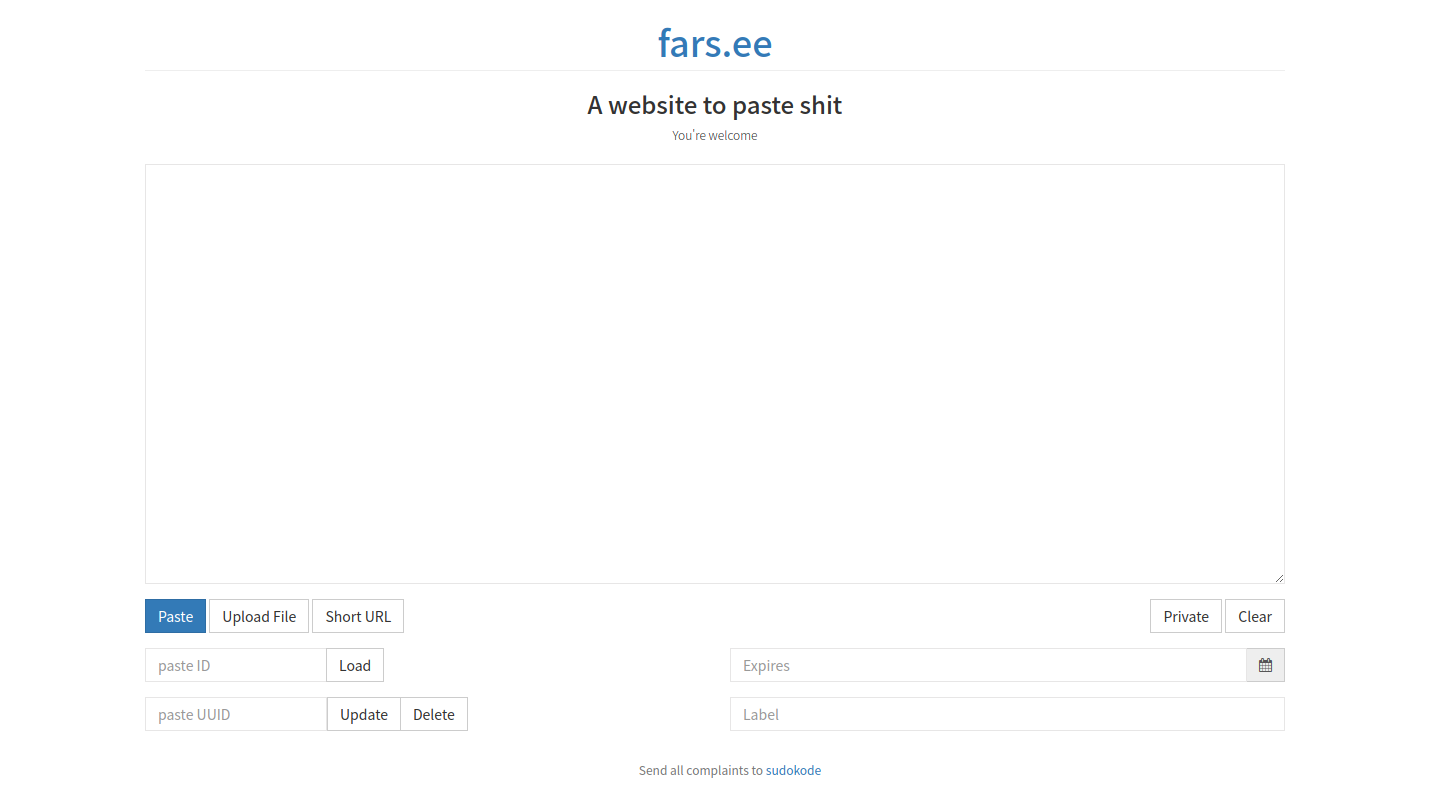 fars.ee
A website to paste shit
You're welcome
Paste Upload File Short URL Private Clear
paste ID Load Expires
paste UUID Update Delete Label
Send all complaints to sudokode